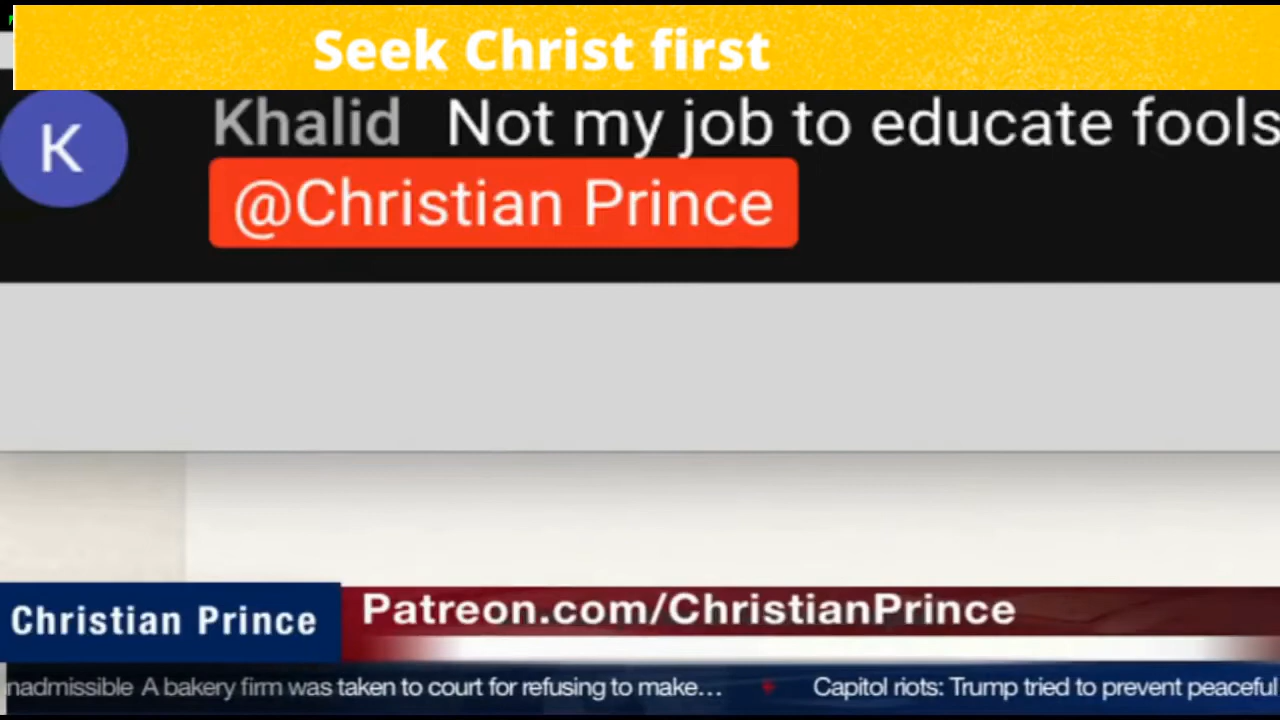 Seek Christ first
K
Khalid Not my job to educate fools
@Christian Prince
Christian Prince
Patreon.com/ChristianPrince
nadmissible A bakery firm was taken to court for refusing to make… Capitol riots: Trump tried to prevent peaceful